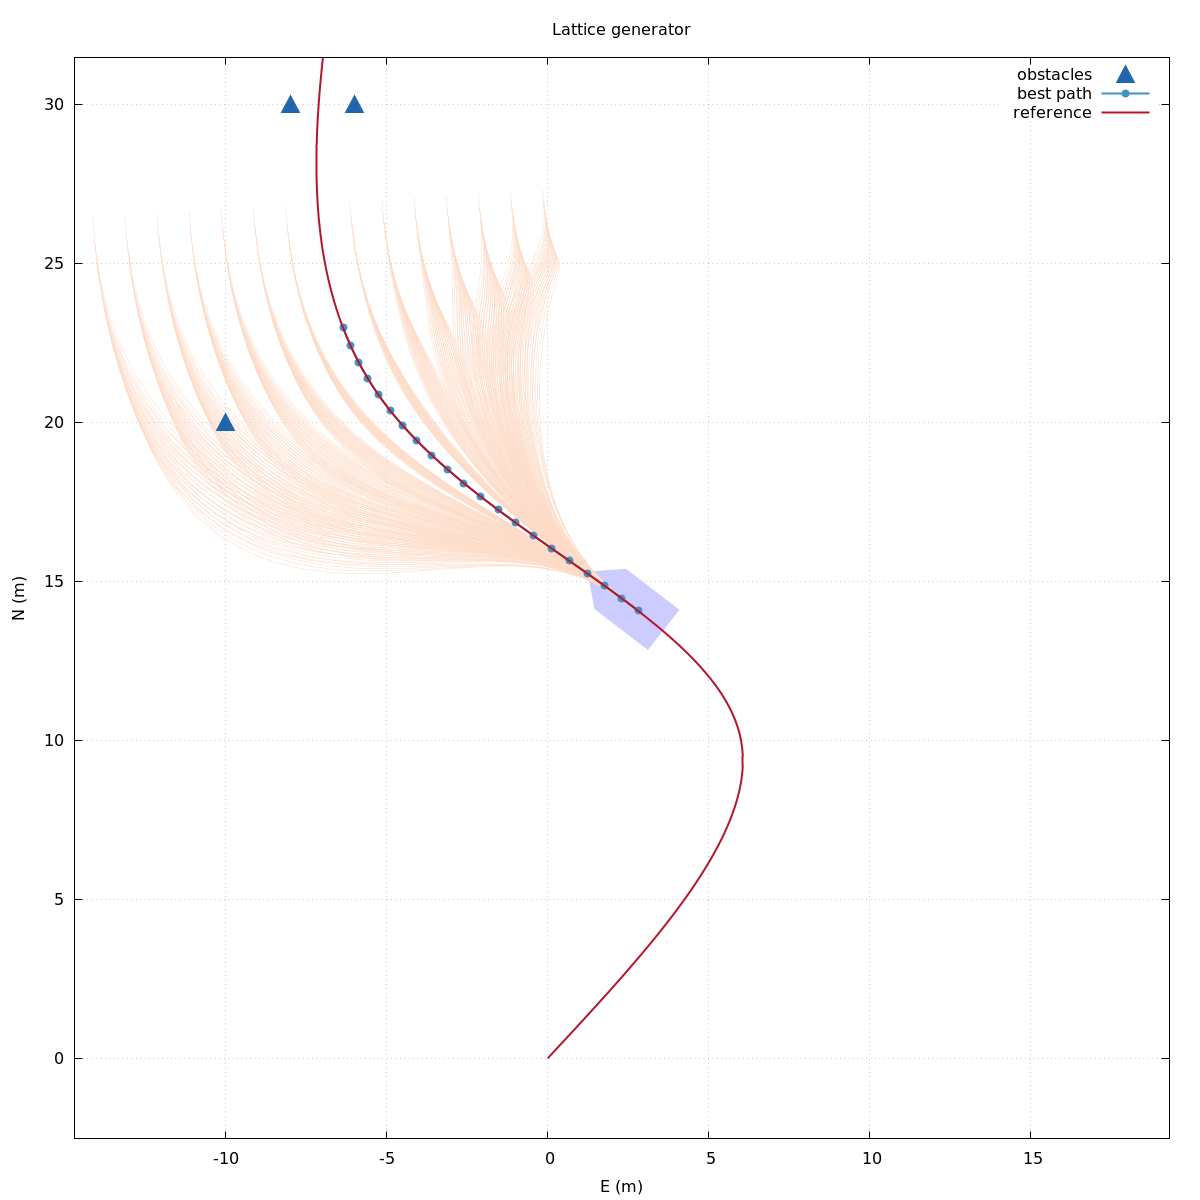 Lattice generator
obstacles
best path
reference
30
25
20
15
10
5
0
N (m)
-10 -5 0 5 10 15
E (m)